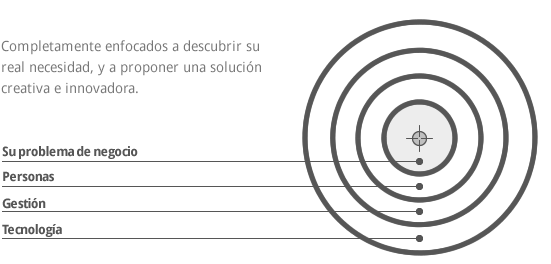 Completamente enfocados a descubrir su
real necesidad, y a proponer una solución
creativa e innovadora.
Su problema de negocio
Personas
Gestión
Tecnología